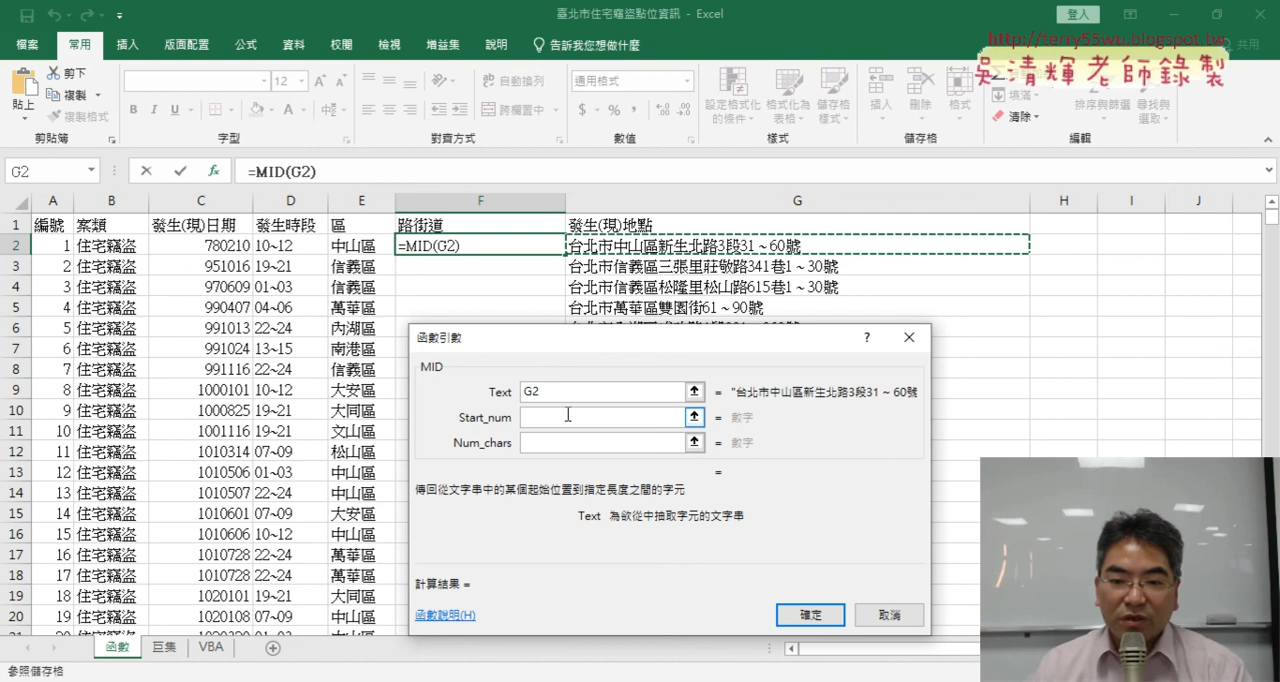 臺北市住宅竊盜點位資訊 - Excel
登入
檔案 常用 插入 版面配置 公式 資料 校閱 檢視 增益集 說明 告訴我您想做什麼 共用
http://terry55wu.blogspot.tw
吳清輝老師錄製
貼上 剪下 複製 複製格式
12 A A
B I U A 中
自動換列
跨欄置中
通用格式
$ % ,
設定格式化的條件 格式化為表格 儲存格樣式
插入 刪除 格式
填滿
清除
排序與篩選 尋找與選取
剪貼簿 字型 對齊方式 數值 樣式 儲存格 編輯
G2 fx =MID(G2)
A B C D E F G H I J
1 編號 案類 發生(現)日期 發生時段 區 路街道 發生(現)地點
2 1 住宅竊盜 780210 10~12 中山區 =MID(G2) 台北市中山區新生北路3段31~60號
3 2 住宅竊盜 951016 19~21 信義區 台北市信義區三張里莊敬路341巷1~30號
4 3 住宅竊盜 970609 01~03 信義區 台北市信義區松隆里松山路615巷1~30號
5 4 住宅竊盜 990407 04~06 萬華區 台北市萬華區雙園街61~90號
6 5 住宅竊盜 991013 22~24 內湖區
7 6 住宅竊盜 991024 13~15 南港區
8 7 住宅竊盜 991116 22~24 信義區
9 8 住宅竊盜 1000101 10~12 大安區
10 9 住宅竊盜 1000825 19~21 大同區
11 10 住宅竊盜 1001116 19~21 文山區
12 11 住宅竊盜 1010314 07~09 松山區
13 12 住宅竊盜 1010506 01~03 中山區
14 13 住宅竊盜 1010507 22~24 中山區
15 14 住宅竊盜 1010601 07~09 大安區
16 15 住宅竊盜 1010606 10~12 中山區
17 16 住宅竊盜 1010728 22~24 萬華區
18 17 住宅竊盜 1010728 22~24 萬華區
19 18 住宅竊盜 1020101 19~21 大同區
20 19 住宅竊盜 1020108 07~09 中山區
函數引數 ?
MID
Text G2 = "台北市中山區新生北路3段31~60號
Start_num = 數字
Num_chars = 數字
=
傳回從文字串中的某個起始位置到指定長度之間的字元
Text 為欲從中抽取字元的文字串
計算結果 =
函數說明(H) 確定 取消
函數 巨集 VBA
參照儲存格